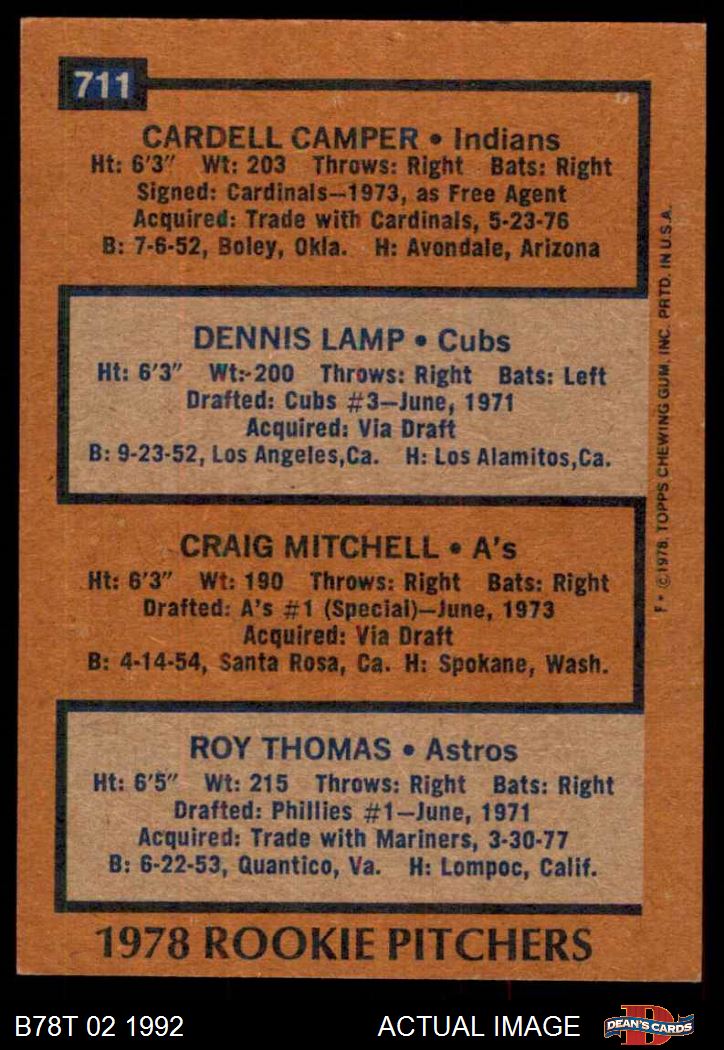 711
CARDELL CAMPER • Indians
Ht: 6'3" Wt: 203 Throws: Right Bats: Right
Signed: Cardinals—1973, as Free Agent
Acquired: Trade with Cardinals, 5-23-76
B: 7-6-52, Boley, Okla. H: Avondale, Arizona
DENNIS LAMP • Cubs
Ht: 6'3" Wt: 200 Throws: Right Bats: Left
Drafted: Cubs #3—June, 1971
Acquired: Via Draft
B: 9-23-52, Los Angeles,Ca. H: Los Alamitos,Ca.
CRAIG MITCHELL • A's
Ht: 6'3" Wt: 190 Throws: Right Bats: Right
Drafted: A's #1 (Special)—June, 1973
Acquired: Via Draft
B: 4-14-54, Santa Rosa, Ca. H: Spokane, Wash.
ROY THOMAS • Astros
Ht: 6'5" Wt: 215 Throws: Right Bats: Right
Drafted: Phillies #1—June, 1971
Acquired: Trade with Mariners, 3-30-77
B: 6-22-53, Quantico, Va. H: Lompoc, Calif.
1978 ROOKIE PITCHERS
F* ©1978 TOPPS CHEWING GUM, INC. PRTD. IN U.S.A.
B78T 02 1992
ACTUAL IMAGE
D
DEAN'S CARDS